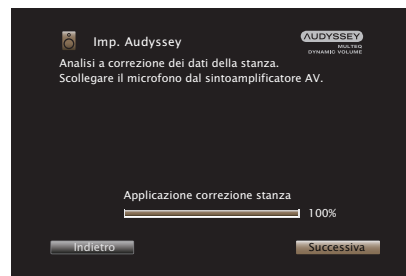 Imp. Audyssey
AUDYSSEY
MULTEQ
DYNAMIC VOLUME
Analisi a correzione dei dati della stanza.
Scollegare il microfono dal sintoamplificatore AV.
Applicazione correzione stanza
100%
Indietro
Successiva